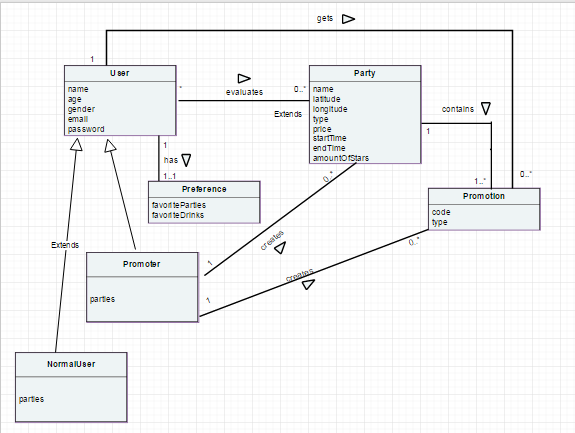 gets
1
User
name
age
gender
email
password
*
evaluates
0..*
Extends
Party
name
latitude
longitude
type
price
startTime
endTime
amountOfStars
contains
1
1..*
0..*
1
has
1..1
Preference
favoriteParties
favoriteDrinks
0..*
Promotion
code
type
0..*
Extends
creates
1
creates
1
Promoter
parties
NormalUser
parties